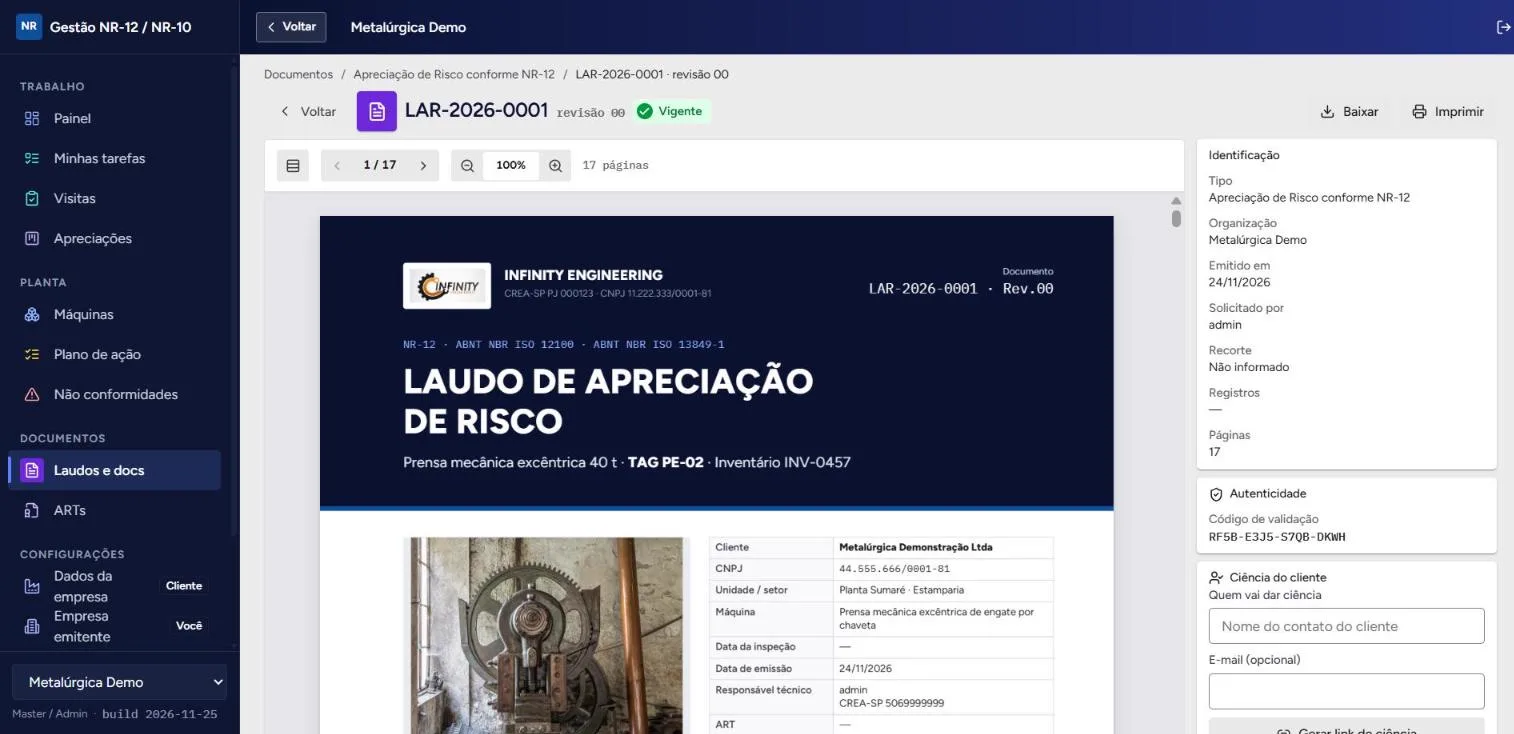 NR Gestão NR-12 / NR-10
Voltar
Metalúrgica Demo
TRABALHO
Painel
Minhas tarefas
Visitas
Apreciações
PLANTA
Máquinas
Plano de ação
Não conformidades
DOCUMENTOS
Laudos e docs
ARTs
CONFIGURAÇÕES
Dados da
empresa
Cliente
Empresa
emitente
Você
Metalúrgica Demo
Master / Admin · build 2026-11-25
Documentos / Apreciação de Risco conforme NR-12 / LAR-2026-0001 · revisão 00
Voltar
LAR-2026-0001 revisão 00 Vigente
Baixar
Imprimir
1 / 17
100%
17 páginas
INFINITY
INFINITY ENGINEERING
CREA-SP PJ 000123 · CNPJ 11.222.333/0001-81
Documento
LAR-2026-0001 · Rev.00
NR-12 · ABNT NBR ISO 12100 · ABNT NBR ISO 13849-1
LAUDO DE APRECIAÇÃO
DE RISCO
Prensa mecânica excêntrica 40 t · TAG PE-02 · Inventário INV-0457
Cliente Metalúrgica Demonstração Ltda
CNPJ 44.555.666/0001-81
Unidade / setor Planta Sumaré · Estamparia
Máquina Prensa mecânica excêntrica de engate por
chaveta
Data da inspeção —
Data de emissão 24/11/2026
Responsável técnico admin
CREA-SP 5069999999
ART —
Identificação
Tipo
Apreciação de Risco conforme NR-12
Organização
Metalúrgica Demo
Emitido em
24/11/2026
Solicitado por
admin
Recorte
Não informado
Registros
—
Páginas
17
Autenticidade
Código de validação
RF5B-E3J5-S7QB-DKWH
Ciência do cliente
Quem vai dar ciência
Nome do contato do cliente
E-mail (opcional)
Gerar link de ciência